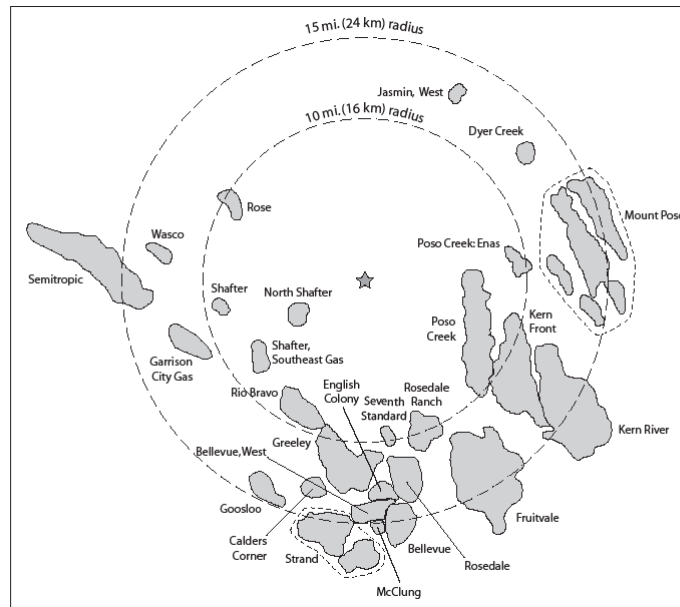 15 mi. (24 km) radius
Jasmin, West
10 mi. (16 km) radius
Dyer Creek
Mount Poso
Rose
Wasco
Poso Creek: Enas
Semitropic
Shafter
North Shafter
Kern
Front
Poso
Creek
Garrison
City Gas
Shafter,
Southeast Gas
English
Colony
Rio Bravo
Seventh
Standard
Rosedale
Ranch
Greeley
Kern River
Bellevue, West
Goosloo
Fruitvale
Calders
Corner
Strand
Bellevue
Rosedale
McClung